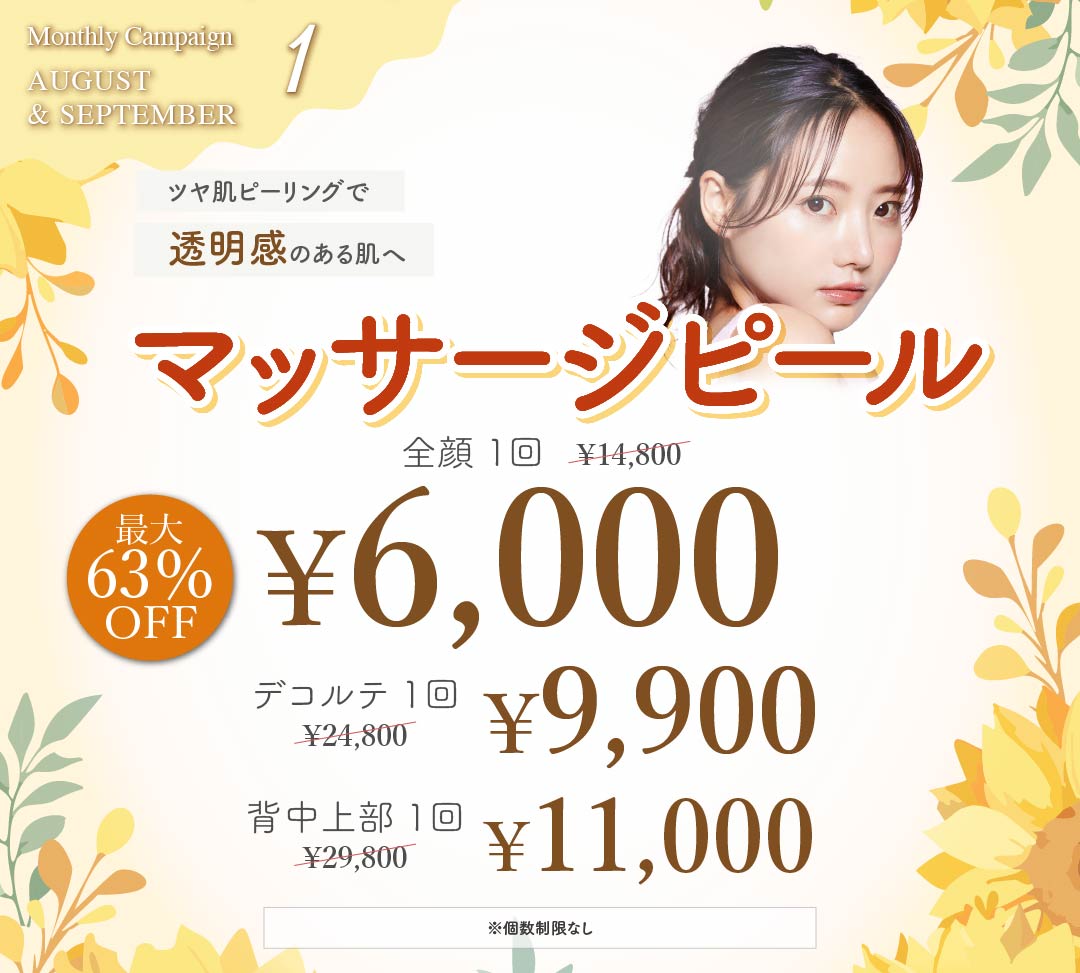 Monthly Campaign
1
AUGUST
& SEPTEMBER
ツヤ肌ピーリングで
透明感のある肌へ
マッサージピール
全顔 1回 ¥14,800
最大
63%
OFF
¥6,000
デコルテ 1回
¥24,800
¥9,900
背中上部 1回
¥29,800
¥11,000
※個数制限なし